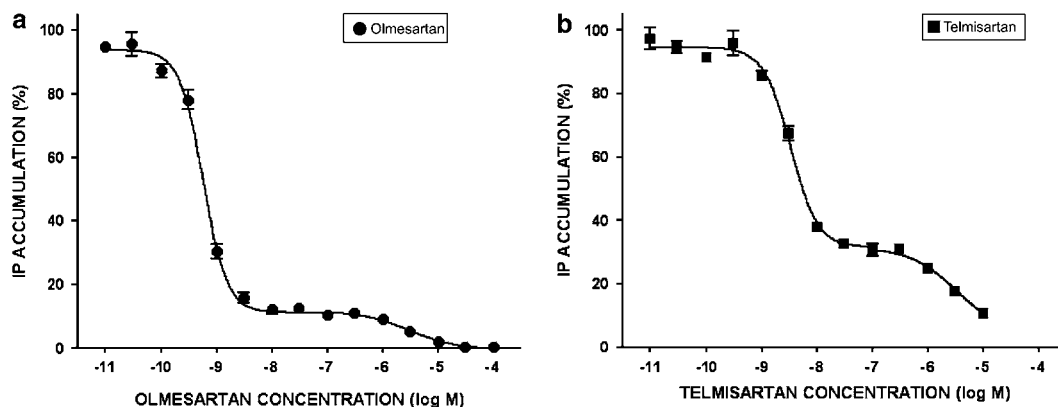 a
Olmesartan
IP ACCUMULATION (%)
100
80
60
40
20
0
-11 -10 -9 -8 -7 -6 -5 -4
OLMESARTAN CONCENTRATION (log M)
b
Telmisartan
IP ACCUMULATION (%)
100
80
60
40
20
0
-11 -10 -9 -8 -7 -6 -5 -4
TELMISARTAN CONCENTRATION (log M)